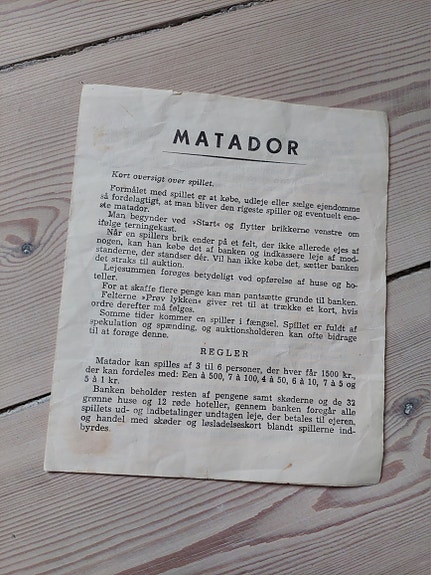 MATADOR
Kort oversigt over spillet.
Formålet med spillet er at købe, udleje eller sælge ejendomme
så fordelagtigt, at man bliver den rigeste spiller og eventuelt ene-
ste matador.
Man begynder ved »Start« og flytter brikkerne venstre om
ifølge terningekast.
Når en spillers brik ender på et felt, der ikke allerede ejes af
nogen, kan han købe det af banken og indkassere leje af mod-
standerne, der standser dér. Vil han ikke købe det, sætter banken
det straks til auktion.
Lejesummen forøges betydeligt ved opførelse af huse og ho-
teller.
For at skaffe flere penge kan man pantsætte grunde til banken.
Felterne »Prøv lykken« giver ret til at trække et kort, hvis
ordre derefter må følges.
Somme tider kommer en spiller i fængsel. Spillet er fuldt af
spekulation og spænding, og auktionsholderen kan ofte bidrage
til at forøge denne.
REGLER
Matador kan spilles af 3 til 6 personer, der hver får 1500 kr.,
der kan fordeles med: Een à 500, 7 à 100, 4 à 50, 6 à 10, 7 à 5 og
5 à 1 kr.
Banken beholder resten af pengene samt skøderne og de 32
grønne huse og 12 røde hoteller, gennem banken foregår alle
spillets ud- og indbetalinger undtagen leje, der betales til ejeren,
og handel med skøder og løsladelseskort blandt spillerne ind-
byrdes.